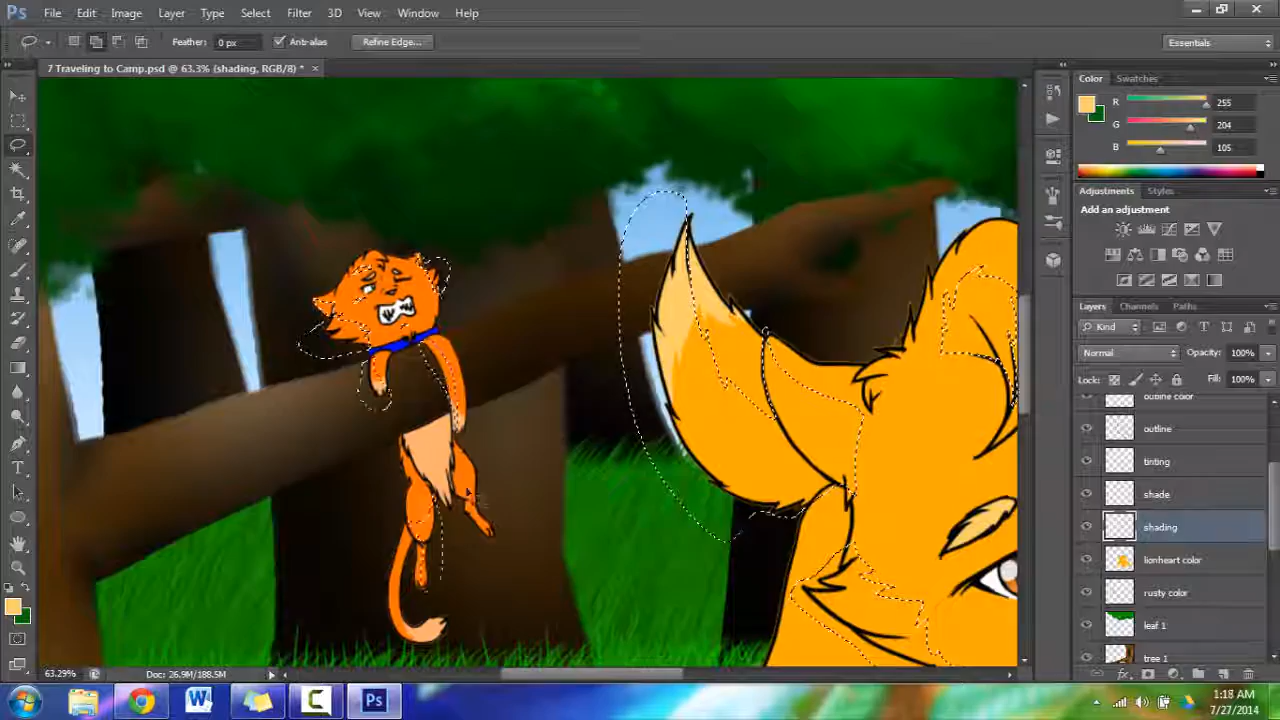 Ps File Edit Image Layer Type Select Filter 3D View Window Help
Feather: 0 px Anti-alias Refine Edge... Essentials
7 Traveling to Camp.psd @ 63.3% (shading, RGB/8) * ×
Color Swatches
R 255
G 204
B 105
Adjustments Styles
Add an adjustment
Layers Channels Paths
Kind
Normal Opacity: 100%
Lock: Fill: 100%
outline color
outline
tinting
shade
shading
lionheart color
rusty color
leaf 1
tree 1
63.29% Doc: 26.9M/188.5M
W C Ps
1:18 AM
7/27/2014